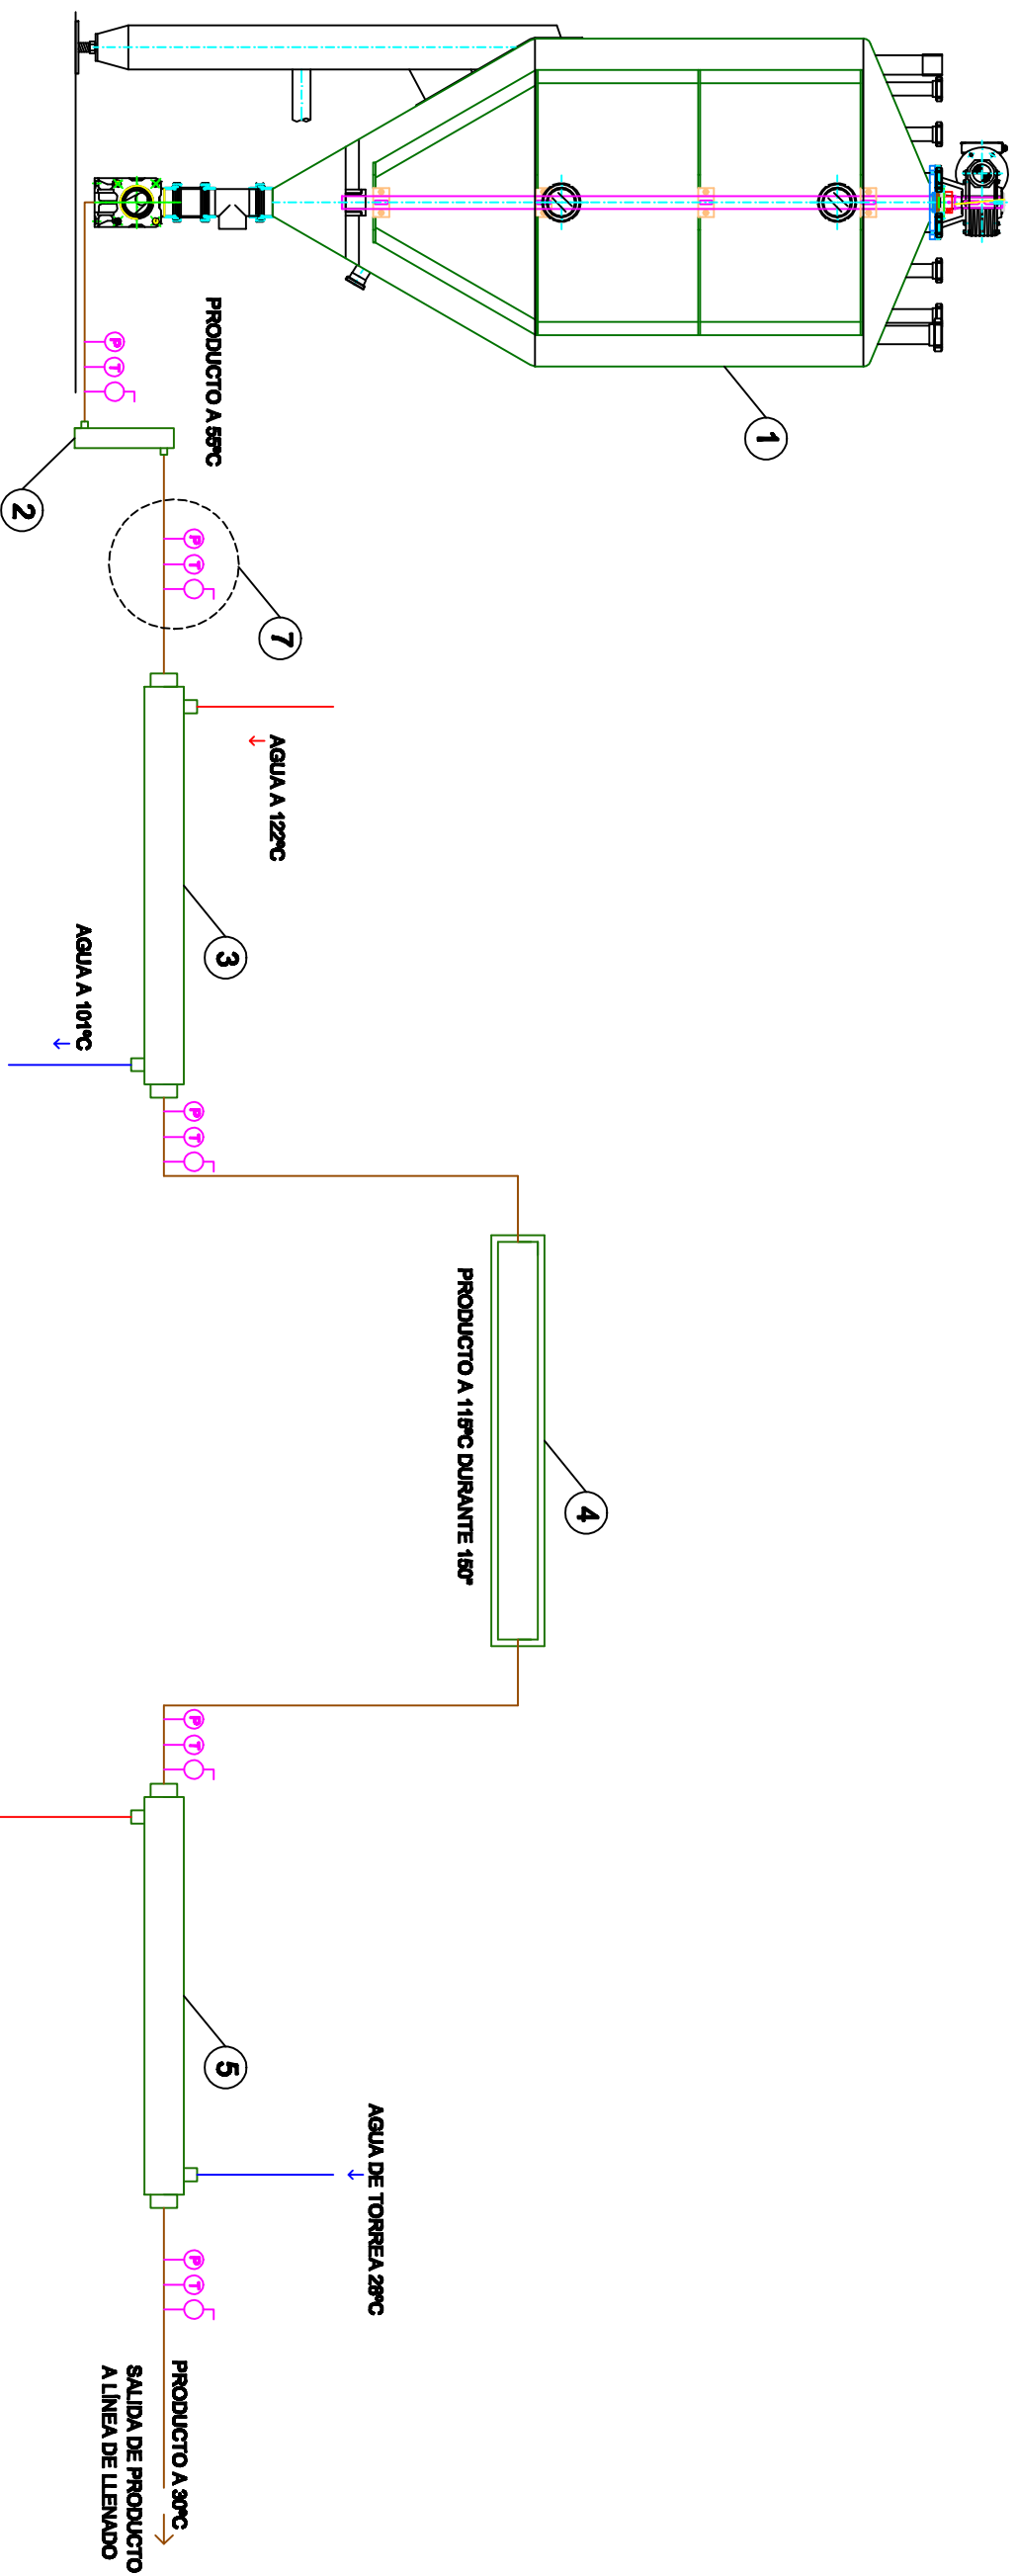 1
PRODUCTO A 55ºC
P
T
2
P
T
7
AGUA A 122ºC
3
AGUA A 101ºC
P
T
PRODUCTO A 115ºC DURANTE 150"
4
P
T
5
AGUA DE TORREA 28ºC
P
T
PRODUCTO A 30ºC
SALIDA DE PRODUCTO
A LÍNEA DE LLENADO